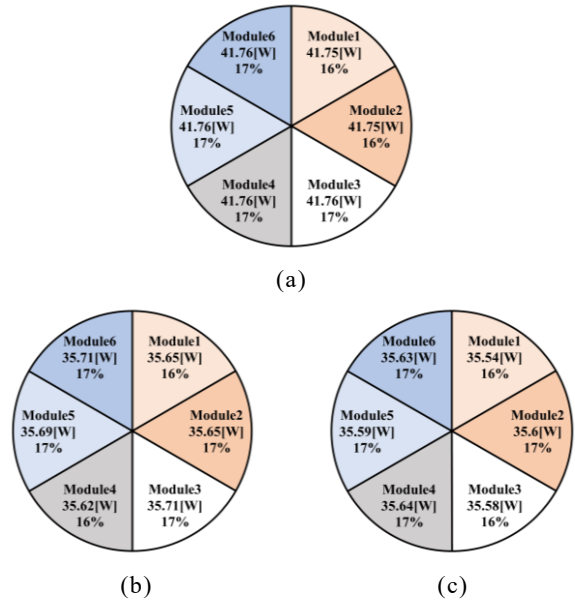 Module6
41.76[W]
17%
Module1
41.75[W]
16%
Module5
41.76[W]
17%
Module2
41.75[W]
16%
Module4
41.76[W]
17%
Module3
41.76[W]
17%
(a)
Module6
35.71[W]
17%
Module1
35.65[W]
16%
Module5
35.69[W]
17%
Module2
35.65[W]
17%
Module4
35.62[W]
16%
Module3
35.71[W]
17%
(b)
Module6
35.63[W]
17%
Module1
35.54[W]
16%
Module5
35.59[W]
17%
Module2
35.6[W]
17%
Module4
35.64[W]
17%
Module3
35.58[W]
16%
(c)